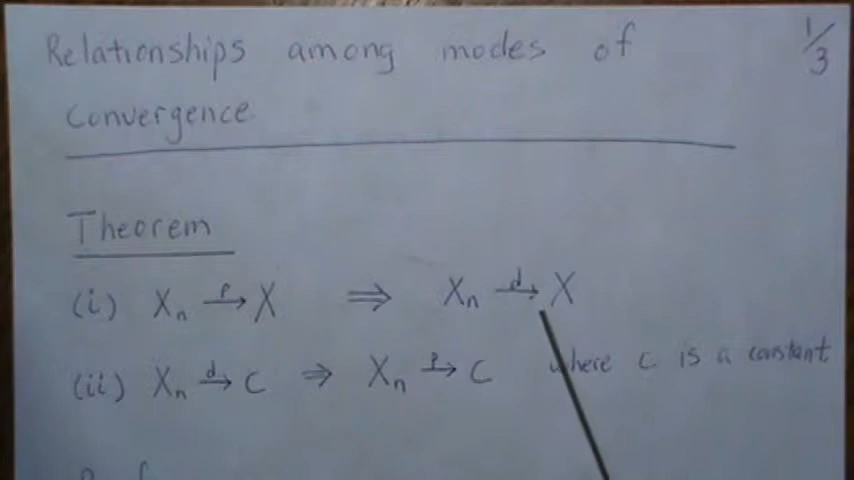 Relationships among modes of 1/3
Convergence
Theorem
(i) Xn →p X ⇒ Xn →d X
(ii) Xn →d C ⇒ Xn →p C where c is a constant